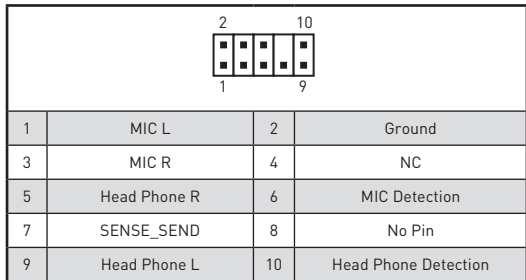 2 10
1 9
1 MIC L 2 Ground
3 MIC R 4 NC
5 Head Phone R 6 MIC Detection
7 SENSE_SEND 8 No Pin
9 Head Phone L 10 Head Phone Detection